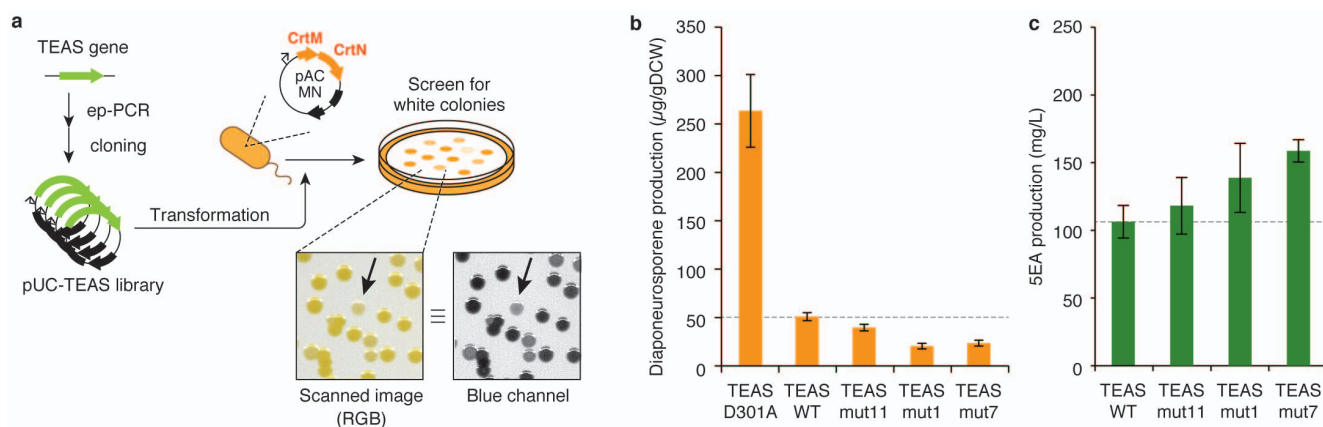 a
TEAS gene
ep-PCR
cloning
pUC-TEAS library
Transformation
CrtM
CrtN
pAC
MN
Screen for
white colonies
Scanned image
(RGB)
Blue channel
b
Diaponeurosporene production (µg/gDCW)
350
300
250
200
150
100
50
0
TEAS
D301A
TEAS
WT
TEAS
mut11
TEAS
mut1
TEAS
mut7
c
5EA production (mg/L)
250
200
150
100
50
0
TEAS
WT
TEAS
mut11
TEAS
mut1
TEAS
mut7